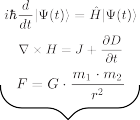 iħ d/dt |Ψ(t)⟩ = Ĥ|Ψ(t)⟩
∇ × H = J + ∂D/∂t
F = G · m₁ · m₂/r²